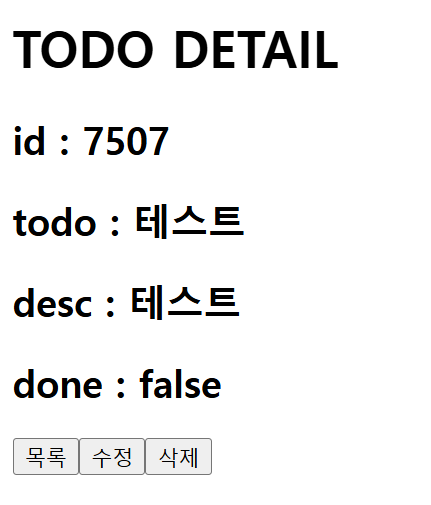 TODO DETAIL
id : 7507
todo : 테스트
desc : 테스트
done : false
목록 수정 삭제